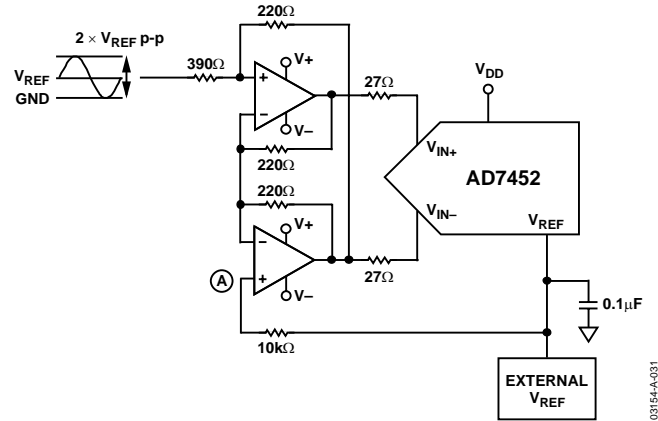 220Ω
2 × VREF p-p
390Ω
VREF
GND
V+
27Ω
VDD
+
–
V–
VIN+
220Ω
AD7452
220Ω
VIN–
V+
VREF
–
+
A
27Ω
V–
0.1µF
10kΩ
EXTERNAL
VREF
03154-A-031